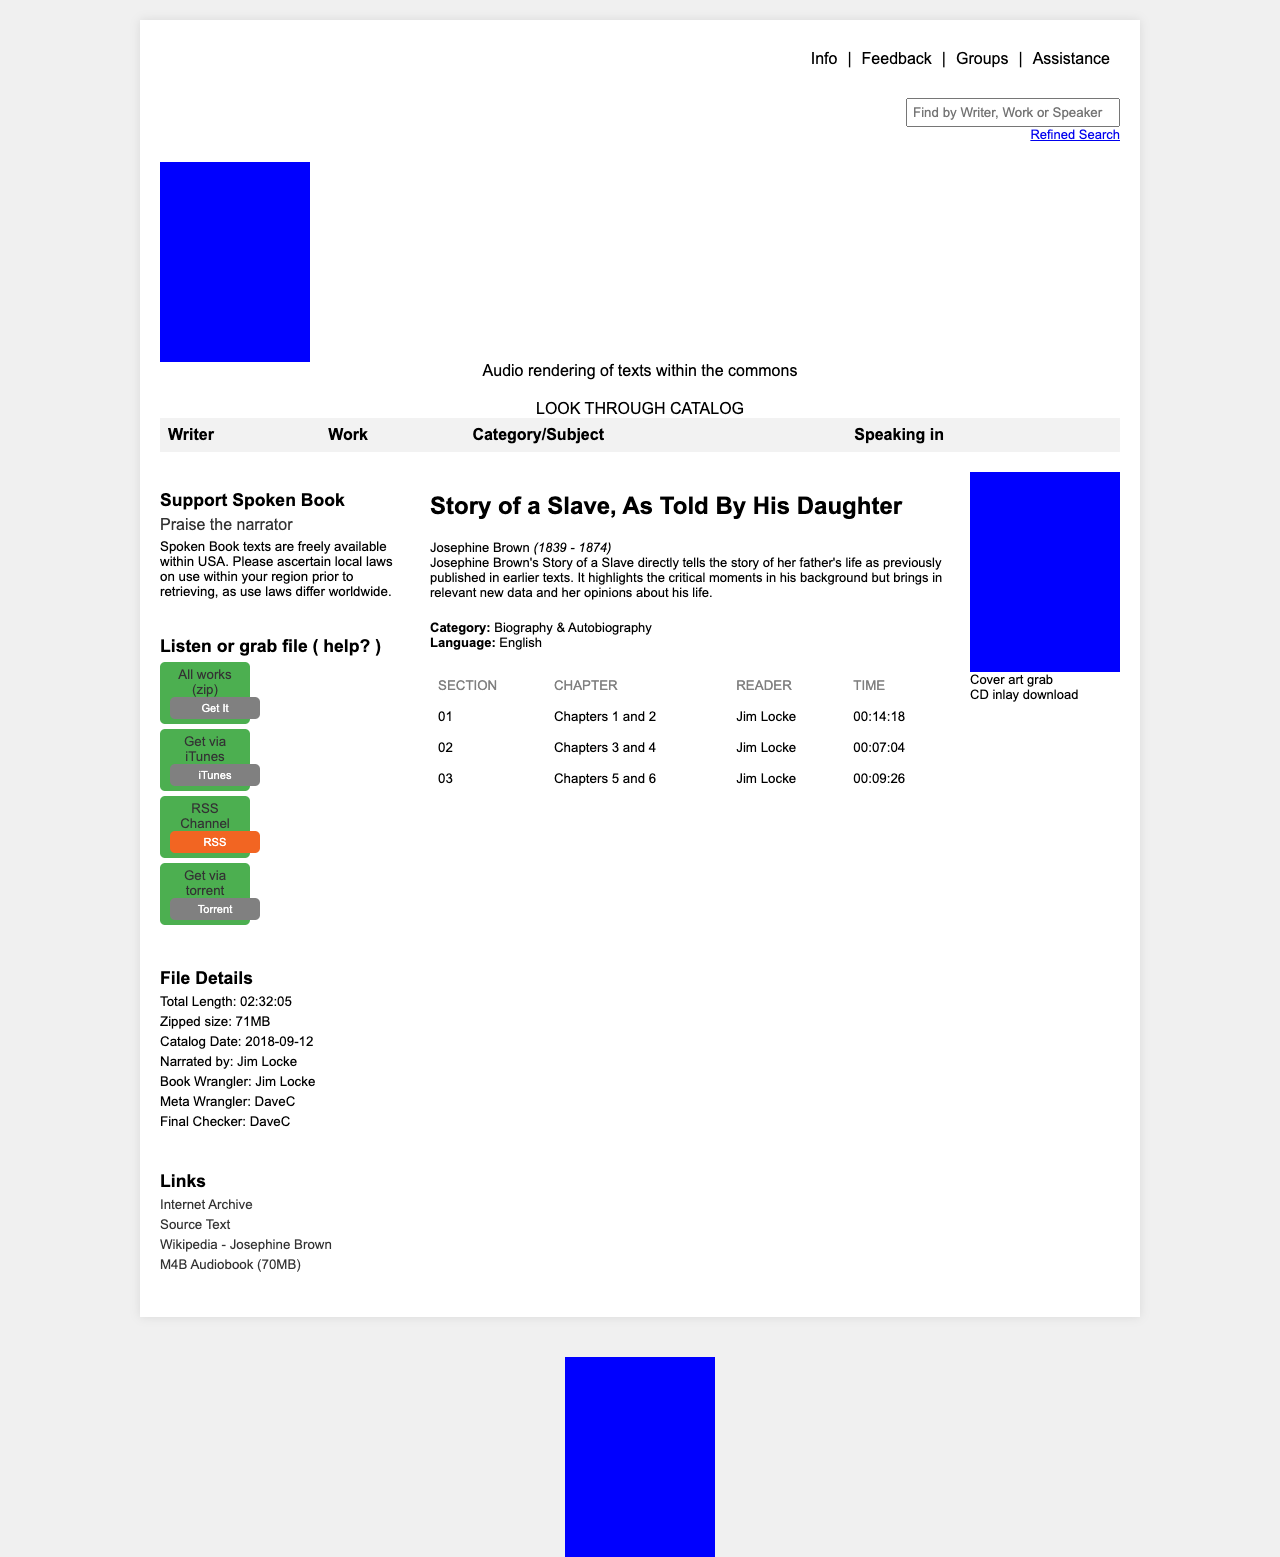 Info | Feedback | Groups | Assistance
Find by Writer, Work or Speaker
Refined Search
Audio rendering of texts within the commons
LOOK THROUGH CATALOG
Writer Work Category/Subject Speaking in
Support Spoken Book
Praise the narrator
Spoken Book texts are freely available
within USA. Please ascertain local laws
on use within your region prior to
retrieving, as use laws differ worldwide.
Listen or grab file ( help? )
All works
(zip)
Get It
Get via
iTunes
iTunes
RSS
Channel
RSS
Get via
torrent
Torrent
File Details
Total Length: 02:32:05
Zipped size: 71MB
Catalog Date: 2018-09-12
Narrated by: Jim Locke
Book Wrangler: Jim Locke
Meta Wrangler: DaveC
Final Checker: DaveC
Links
Internet Archive
Source Text
Wikipedia - Josephine Brown
M4B Audiobook (70MB)
Story of a Slave, As Told By His Daughter
Josephine Brown (1839 - 1874)
Josephine Brown's Story of a Slave directly tells the story of her father's life as previously
published in earlier texts. It highlights the critical moments in his background but brings in
relevant new data and her opinions about his life.
Category: Biography & Autobiography
Language: English
SECTION CHAPTER READER TIME
01 Chapters 1 and 2 Jim Locke 00:14:18
02 Chapters 3 and 4 Jim Locke 00:07:04
03 Chapters 5 and 6 Jim Locke 00:09:26
Cover art grab
CD inlay download